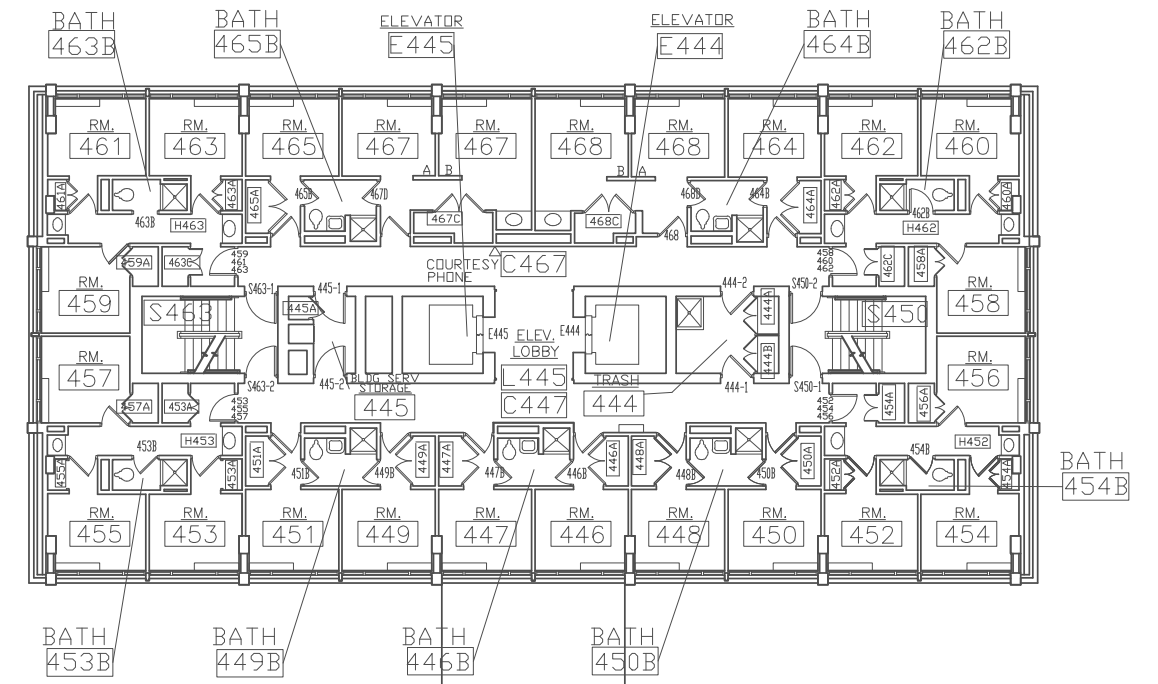 BATH
463B
BATH
465B
ELEVATOR
E445
ELEVATOR
E444
BATH
464B
BATH
462B
RM.
461
RM.
463
RM.
465
RM.
467
RM.
467
RM.
468
RM.
468
RM.
464
RM.
462
RM.
460
A B
B A
461A
463A
465A
465B
467D
468D
464B
464A
462A
460A
463B
H463
467C
468C
468
462B
H462
459A
463C
459
461
463
COURTESY
PHONE
C467
458
460
462
462C
458A
RM.
459
S463
S463-1
445-1
445A
E445
E444
ELEV.
LOBBY
L445
C447
444-2
444A
444B
S450-2
S450
RM.
458
RM.
457
S463-2
445-2
BLDG SERV
STORAGE
445
TRASH
444
444-1
S450-1
RM.
456
457A
453A
453
455
457
452
454
456
454A
456A
453B
H453
455A
453A
451A
451B
449B
449A
447A
447B
446B
446A
448A
448B
450B
450A
452A
454B
H452
BATH
454B
RM.
455
RM.
453
RM.
451
RM.
449
RM.
447
RM.
446
RM.
448
RM.
450
RM.
452
RM.
454
BATH
453B
BATH
449B
BATH
446B
BATH
450B